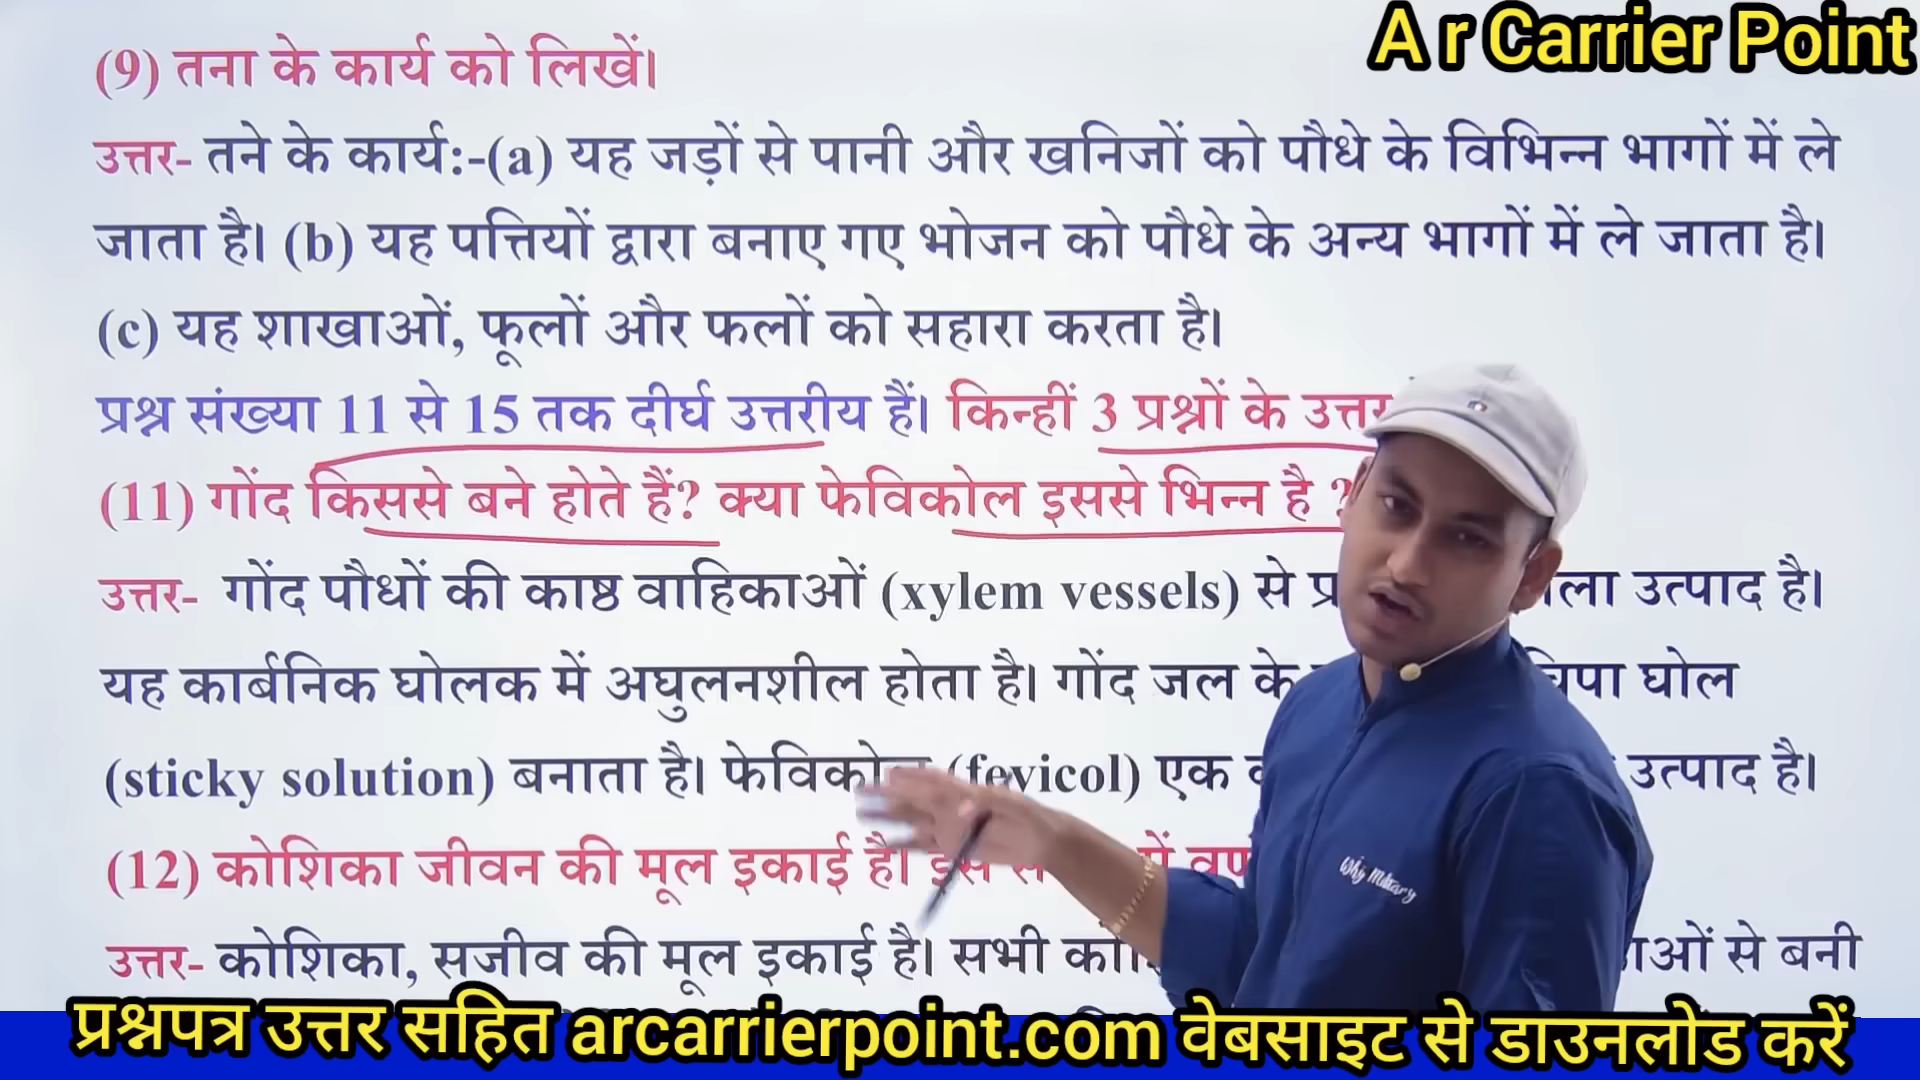 A r Carrier Point
(9) तना के कार्य को लिखें।
उत्तर- तने के कार्य:-(a) यह जड़ों से पानी और खनिजों को पौधे के विभिन्न भागों में ले
जाता है। (b) यह पत्तियों द्वारा बनाए गए भोजन को पौधे के अन्य भागों में ले जाता है।
(c) यह शाखाओं, फूलों और फलों को सहारा करता है।
प्रश्न संख्या 11 से 15 तक दीर्घ उत्तरीय हैं। किन्हीं 3 प्रश्नों के उत्तर
(11) गोंद किससे बने होते हैं? क्या फेविकोल इससे भिन्न है ?
उत्तर- गोंद पौधों की काष्ठ वाहिकाओं (xylem vessels) से उत्पाद है।
यह कार्बनिक घोलक में अघुलनशील होता है। गोंद जल के घोल
(sticky solution) बनाता है। फेविकोल (fevicol) एक उत्पाद है।
(12) कोशिका जीवन की मूल इकाई है। इस
उत्तर- कोशिका, सजीव की मूल इकाई है। सभी से बनी
Why Military
प्रश्नपत्र उत्तर सहित arcarrierpoint.com वेबसाइट से डाउनलोड करें